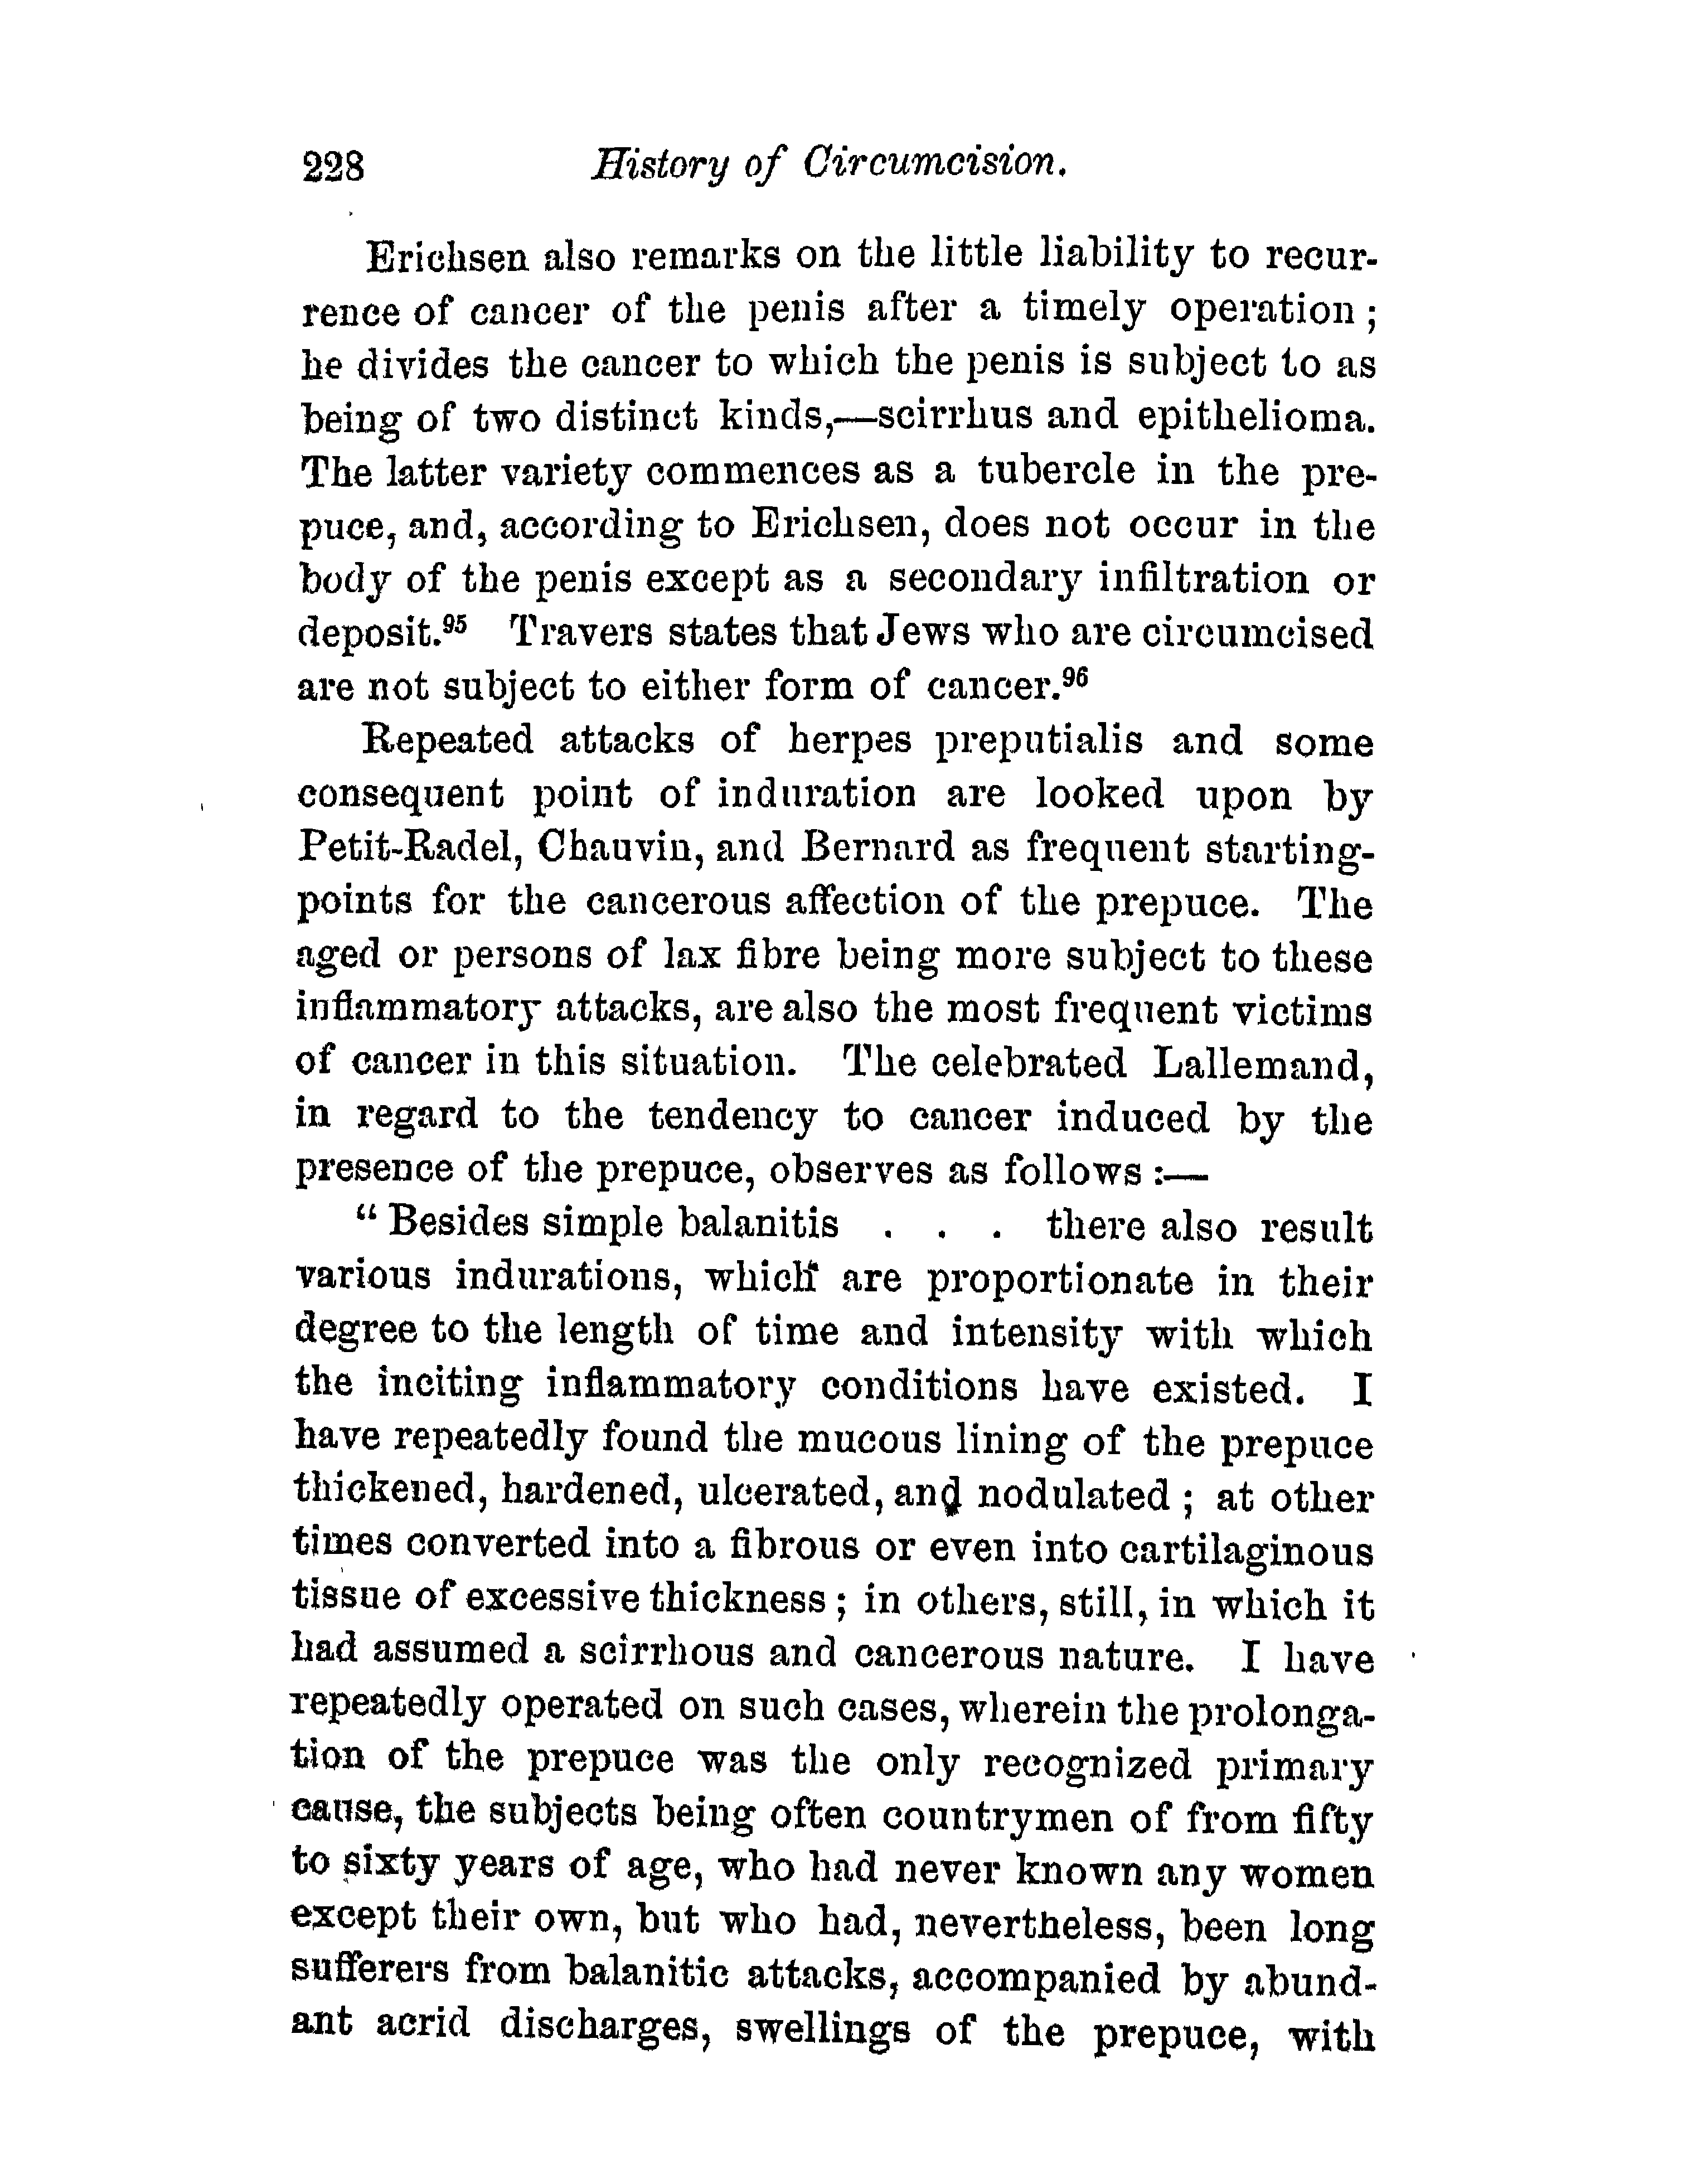 228 History of Circumcision.
Erichsen also remarks on the little liability to recur-
rence of cancer of the penis after a timely operation;
he divides the cancer to which the penis is subject to as
being of two distinct kinds,—scirrhus and epithelioma.
The latter variety commences as a tubercle in the pre-
puce, and, according to Erichsen, does not occur in the
body of the penis except as a secondary infiltration or
deposit.⁹⁵ Travers states that Jews who are circumcised
are not subject to either form of cancer.⁹⁶
Repeated attacks of herpes preputialis and some
consequent point of induration are looked upon by
Petit-Radel, Chauvin, and Bernard as frequent starting-
points for the cancerous affection of the prepuce. The
aged or persons of lax fibre being more subject to these
inflammatory attacks, are also the most frequent victims
of cancer in this situation. The celebrated Lallemand,
in regard to the tendency to cancer induced by the
presence of the prepuce, observes as follows:—
“Besides simple balanitis . . . there also result
various indurations, which are proportionate in their
degree to the length of time and intensity with which
the inciting inflammatory conditions have existed. I
have repeatedly found the mucous lining of the prepuce
thickened, hardened, ulcerated, and nodulated; at other
times converted into a fibrous or even into cartilaginous
tissue of excessive thickness; in others, still, in which it
had assumed a scirrhous and cancerous nature. I have
repeatedly operated on such cases, wherein the prolonga-
tion of the prepuce was the only recognized primary
cause, the subjects being often countrymen of from fifty
to sixty years of age, who had never known any women
except their own, but who had, nevertheless, been long
sufferers from balanitic attacks, accompanied by abund-
ant acrid discharges, swellings of the prepuce, with